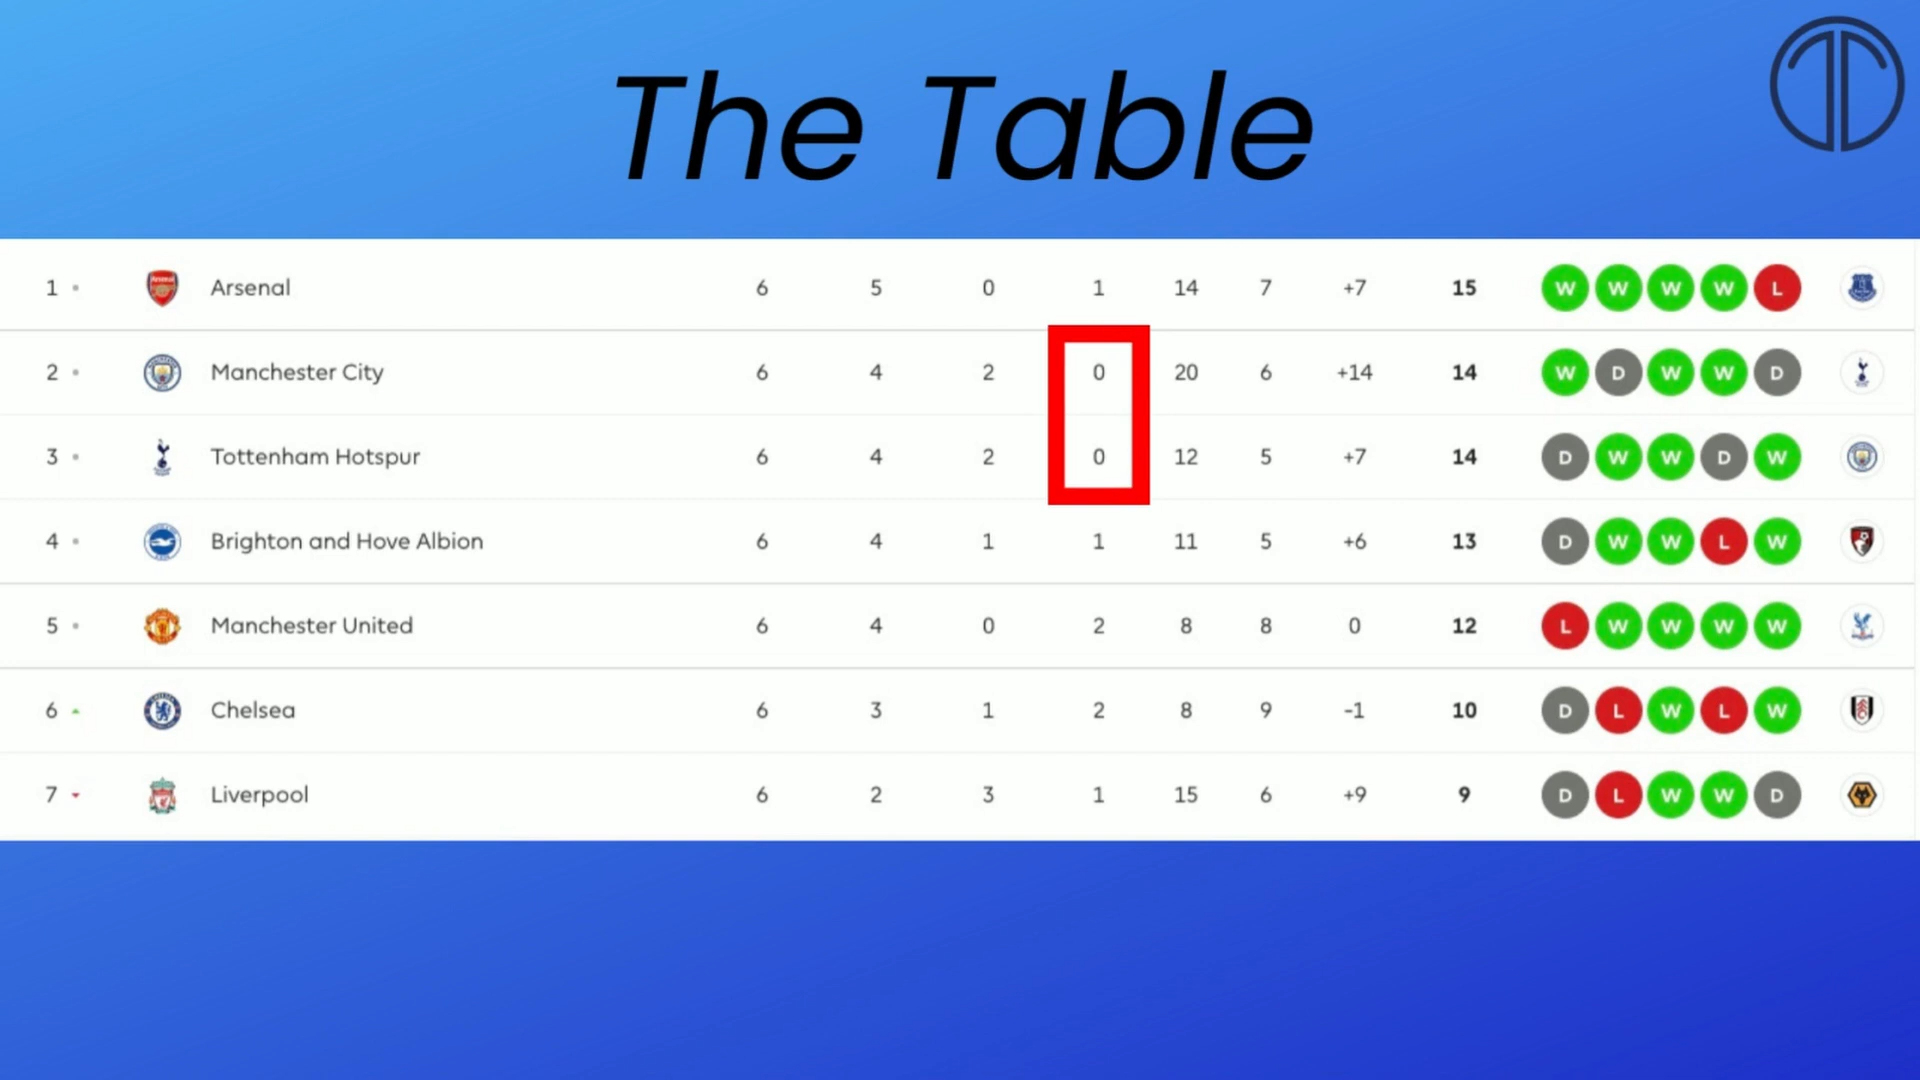 The Table
1 Arsenal 6 5 0 1 14 7 +7 15 W W W W L
2 Manchester City 6 4 2 0 20 6 +14 14 W D W W D
3 Tottenham Hotspur 6 4 2 0 12 5 +7 14 D W W D W
4 Brighton and Hove Albion 6 4 1 1 11 5 +6 13 D W W L W
5 Manchester United 6 4 0 2 8 8 0 12 L W W W W
6 Chelsea 6 3 1 2 8 9 -1 10 D L W L W
7 Liverpool 6 2 3 1 15 6 +9 9 D L W W D